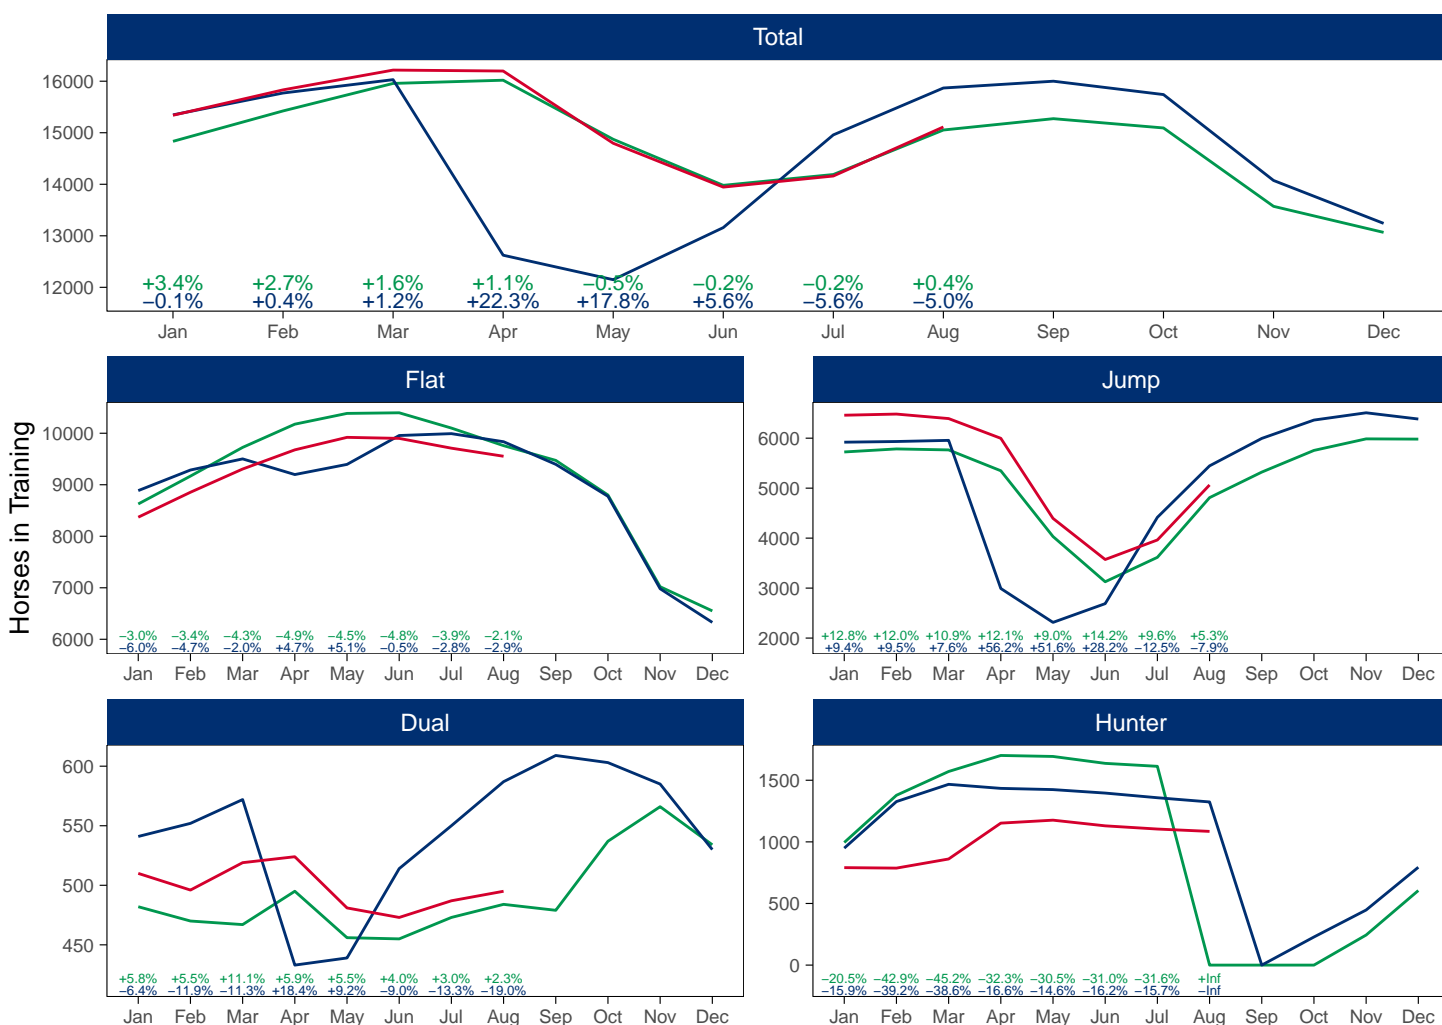 Total
16000
15000
14000
13000
12000
+3.4% +2.7% +1.6% +1.1% −0.5% −0.2% −0.2% +0.4%
−0.1% +0.4% +1.2% +22.3% +17.8% +5.6% −5.6% −5.0%
Jan Feb Mar Apr May Jun Jul Aug Sep Oct Nov Dec
Horses in Training
Flat
10000
9000
8000
7000
6000
−3.0% −3.4% −4.3% −4.9% −4.5% −4.8% −3.9% −2.1%
−6.0% −4.7% −2.0% +4.7% +5.1% −0.5% −2.8% −2.9%
Jan Feb Mar Apr May Jun Jul Aug Sep Oct Nov Dec
Jump
6000
5000
4000
3000
2000
+12.8% +12.0% +10.9% +12.1% +9.0% +14.2% +9.6% +5.3%
+9.4% +9.5% +7.6% +56.2% +51.6% +28.2% −12.5% −7.9%
Jan Feb Mar Apr May Jun Jul Aug Sep Oct Nov Dec
Dual
600
550
500
450
+5.8% +5.5% +11.1% +5.9% +5.5% +4.0% +3.0% +2.3%
−6.4% −11.9% −11.3% +18.4% +9.2% −9.0% −13.3% −19.0%
Jan Feb Mar Apr May Jun Jul Aug Sep Oct Nov Dec
Hunter
1500
1000
500
0
−20.5% −42.9% −45.2% −32.3% −30.5% −31.0% −31.6% +Inf
−15.9% −39.2% −38.6% −16.6% −14.6% −16.2% −15.7% −Inf
Jan Feb Mar Apr May Jun Jul Aug Sep Oct Nov Dec